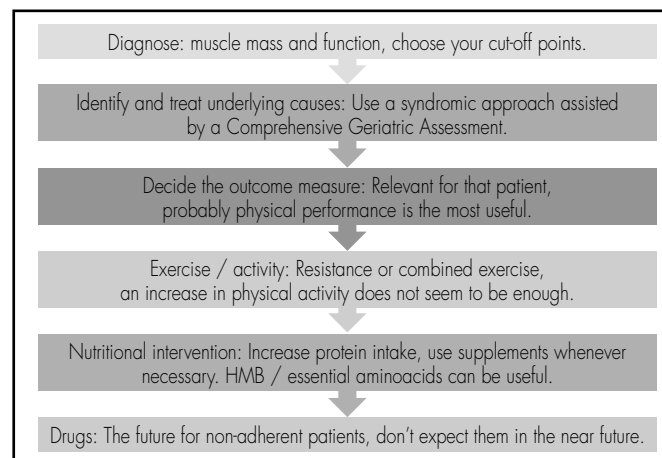 Diagnose: muscle mass and function, choose your cut-off points.
Identify and treat underlying causes: Use a syndromic approach assisted
by a Comprehensive Geriatric Assessment.
Decide the outcome measure: Relevant for that patient,
probably physical performance is the most useful.
Exercise / activity: Resistance or combined exercise,
an increase in physical activity does not seem to be enough.
Nutritional intervention: Increase protein intake, use supplements whenever
necessary. HMB / essential aminoacids can be useful.
Drugs: The future for non-adherent patients, don’t expect them in the near future.